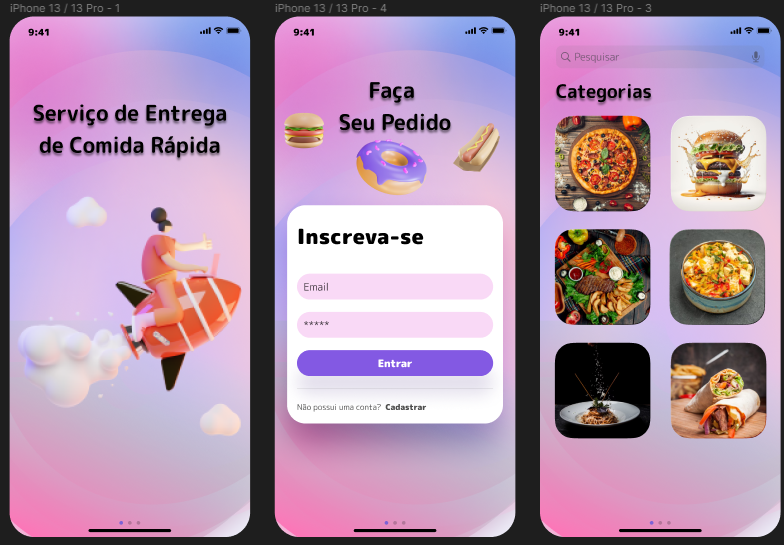 iPhone 13 / 13 Pro - 1
9:41
Serviço de Entrega
de Comida Rápida
iPhone 13 / 13 Pro - 4
9:41
Faça
Seu Pedido
Inscreva-se
Email
*****
Entrar
Não possui uma conta? Cadastrar
iPhone 13 / 13 Pro - 3
9:41
Pesquisar
Categorias